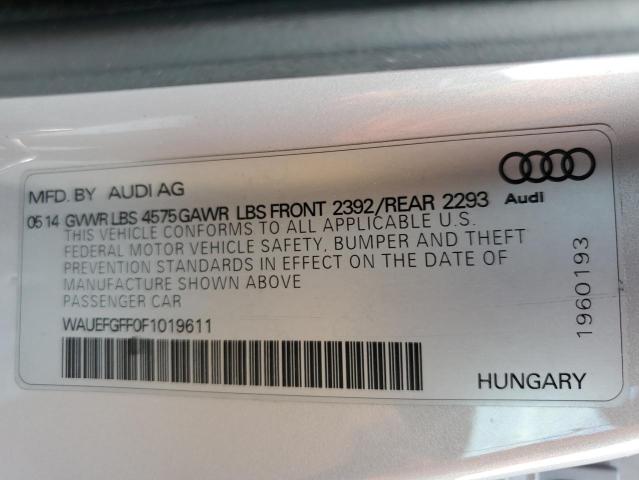 MFD. BY AUDI AG
05 14 GVWR LBS 4575 GAWR LBS FRONT 2392/REAR 2293
THIS VEHICLE CONFORMS TO ALL APPLICABLE U.S.
FEDERAL MOTOR VEHICLE SAFETY, BUMPER AND THEFT
PREVENTION STANDARDS IN EFFECT ON THE DATE OF
MANUFACTURE SHOWN ABOVE
PASSENGER CAR
WAUEFGFF0F1019611
Audi
1960193
HUNGARY